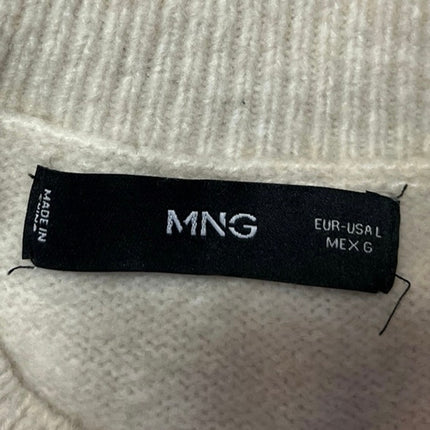 MADE IN
MNG
EUR-USA L
MEX G